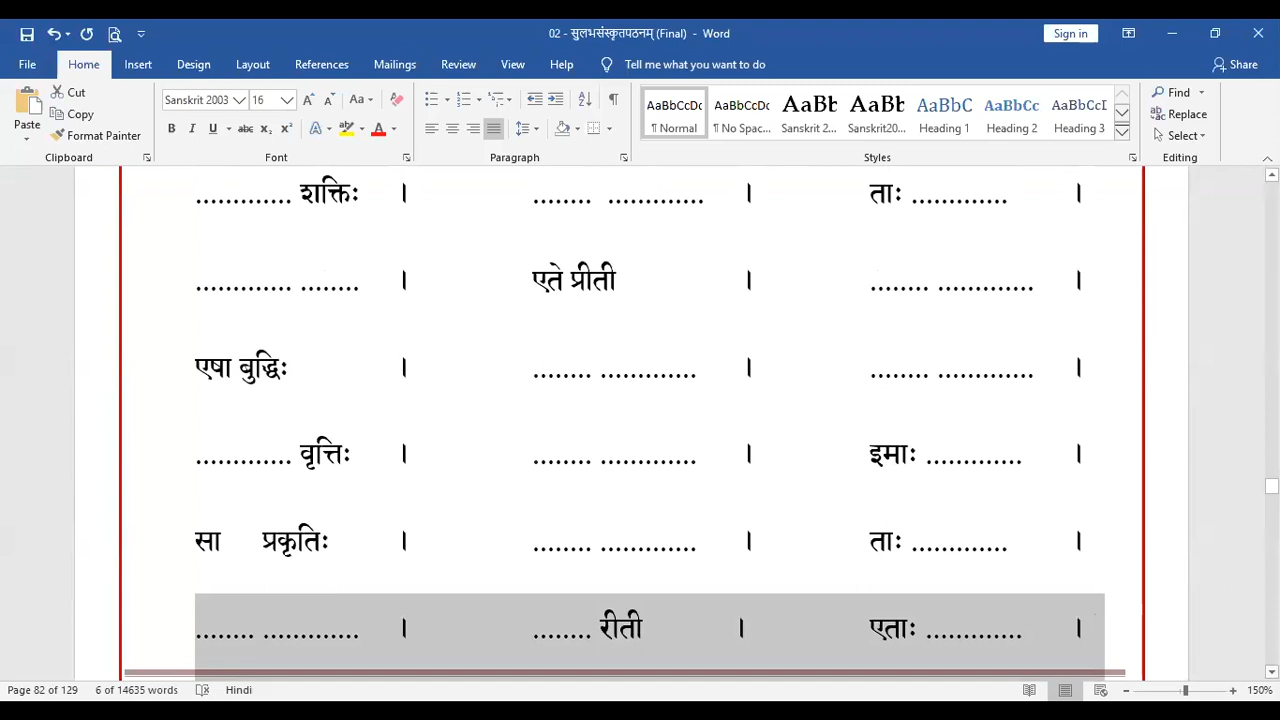 02 - सुलभसंस्कृतपठनम् (Final) - Word
Sign in
File Home Insert Design Layout References Mailings Review View Help Tell me what you want to do Share
Paste
Cut
Copy
Format Painter
Clipboard
Sanskrit 2003 16
Font
Paragraph
AaBbCcDc AaBbCcDc AaBb AaBb AaBbC AaBbCc AaBbCcI
¶ Normal ¶ No Spac... Sanskrit 2... Sanskrit20... Heading 1 Heading 2 Heading 3
Styles
Find
Replace
Select
Editing
............. शक्तिः । ........ ............. । ताः ............. ।
............. ........ । एते प्रीती । ........ ............. ।
एषा बुद्धिः । ........ ............. । ........ ............. ।
............. वृत्तिः । ........ ............. । इमाः ............. ।
सा प्रकृतिः । ........ ............. । ताः ............. ।
........ ............. । ........ रीती । एताः ............. ।
Page 82 of 129 6 of 14635 words Hindi 150%